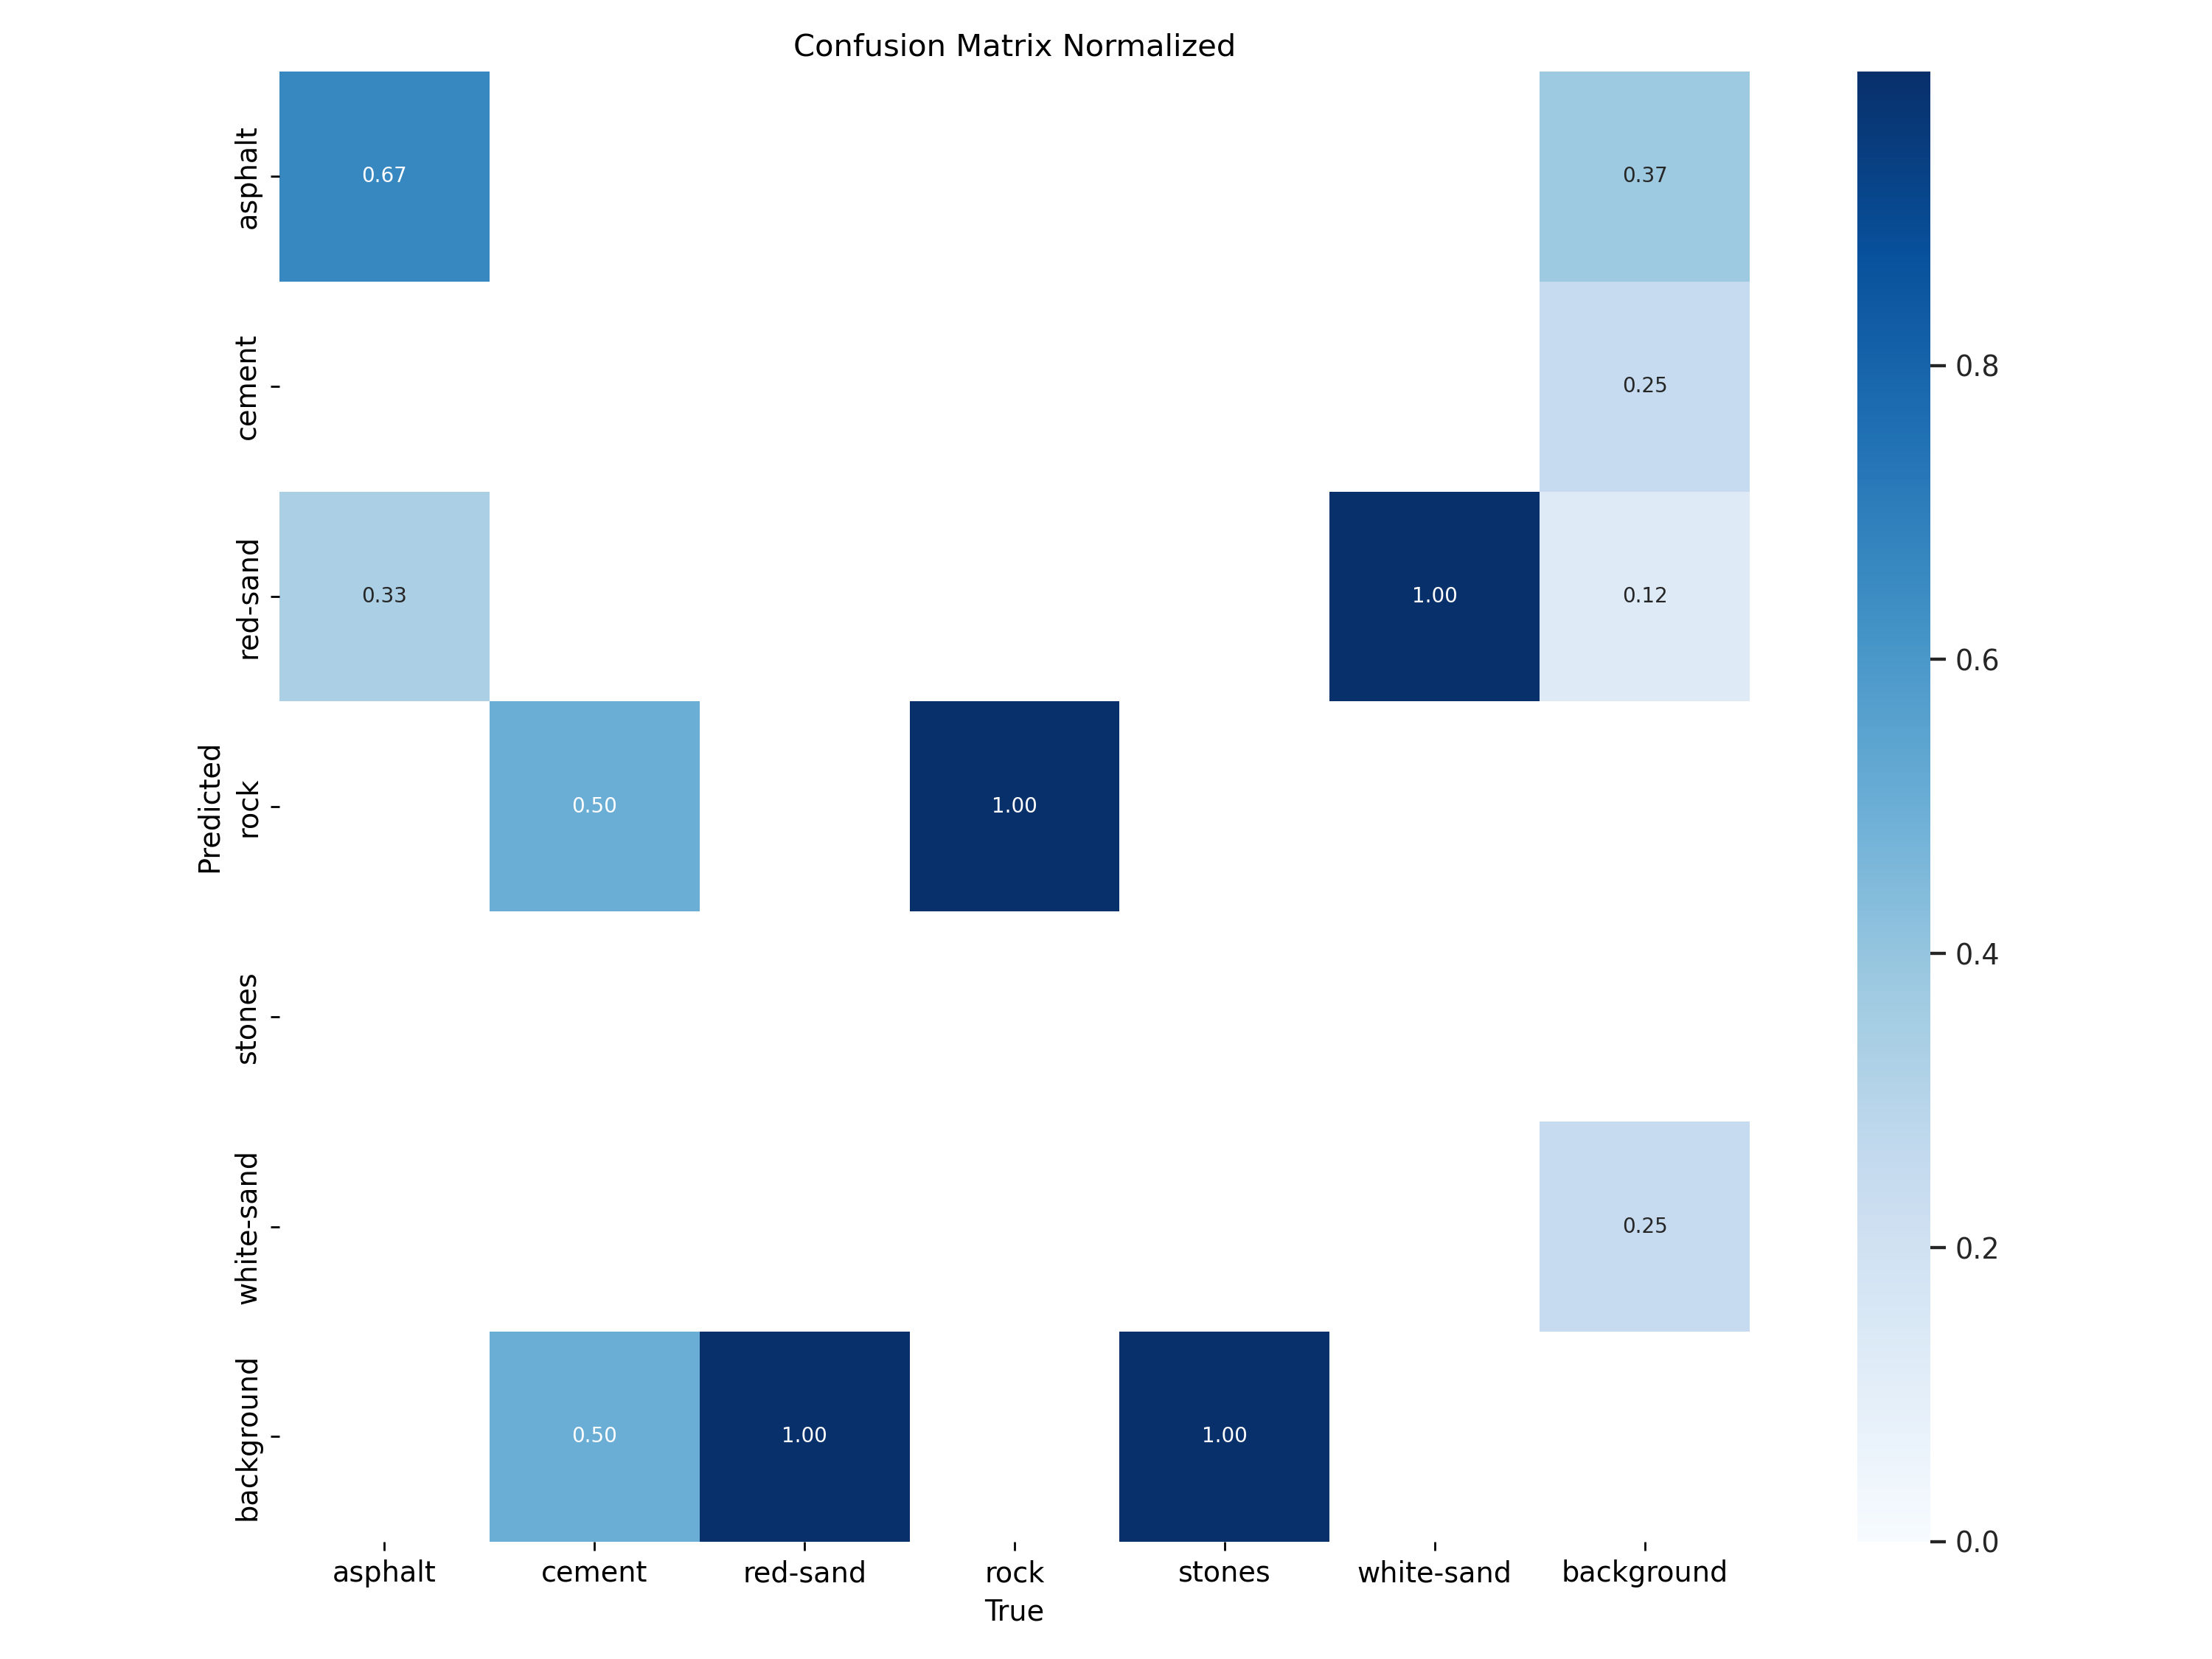 Confusion Matrix Normalized
asphalt
0.67
0.37
cement
0.25
0.8
red-sand
0.33
1.00
0.12
0.6
Predicted
rock
0.50
1.00
0.4
stones
white-sand
0.25
0.2
background
0.50
1.00
1.00
0.0
asphalt cement red-sand rock stones white-sand background
True